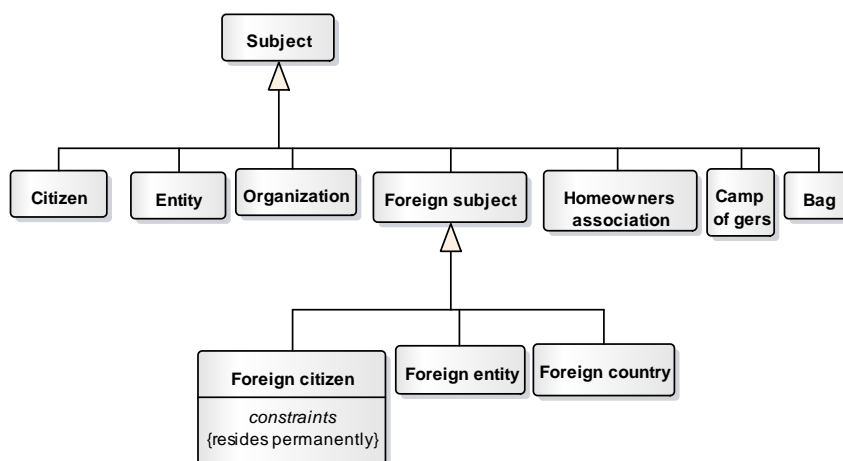 Subject
Citizen
Entity
Organization
Foreign subject
Homeowners
association
Camp
of gers
Bag
Foreign citizen
constraints
{resides permanently}
Foreign entity
Foreign country